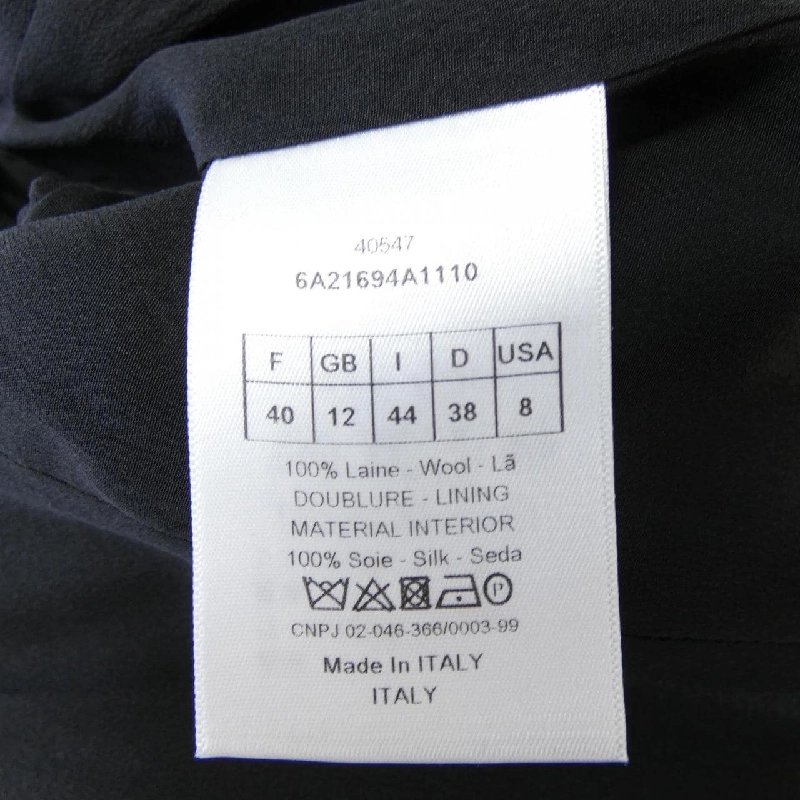 40547
6A21694A1110
F GB I D USA
40 12 44 38 8
100% Laine - Wool - Lã
DOUBLURE - LINING
MATERIAL INTERIOR
100% Soie - Silk - Seda
P
CNPJ 02-046-366/0003-99
Made In ITALY
ITALY